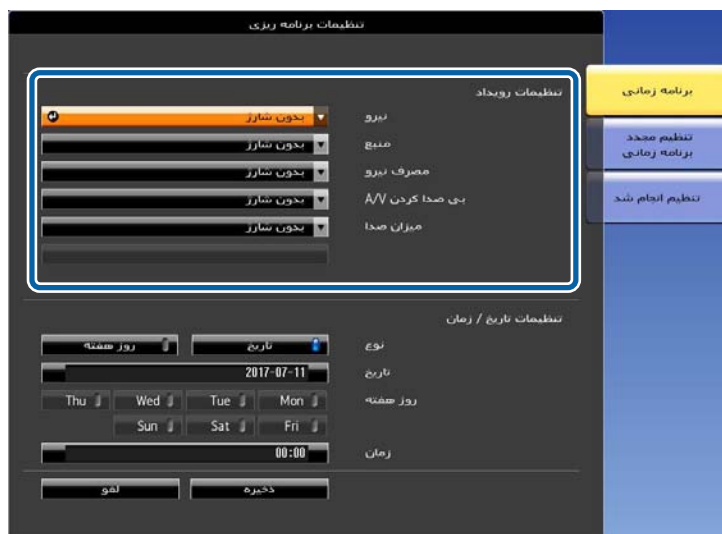 تنظیمات برنامه ریزی
برنامه زمانی
تنظیم مجدد
برنامه زمانی
تنظیم انجام شد
تنظیمات رویداد
نیرو بدون شارژ
منبع بدون شارژ
مصرف نیرو بدون شارژ
بی صدا کردن A/V بدون شارژ
میزان صدا بدون شارژ
تنظیمات تاریخ / زمان
نوع تاریخ روز هفته
تاریخ 2017-07-11
روز هفته Mon Tue Wed Thu
Fri Sat Sun
زمان 00:00
ذخیره لغو